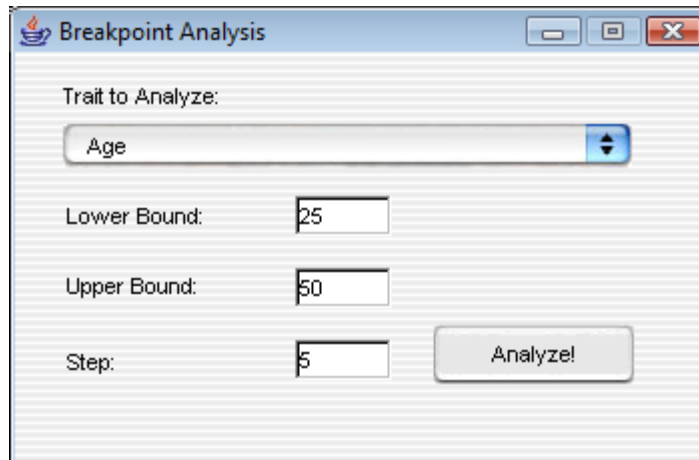 Breakpoint Analysis
Trait to Analyze:
Age
Lower Bound: 25
Upper Bound: 50
Step: 5 Analyze!